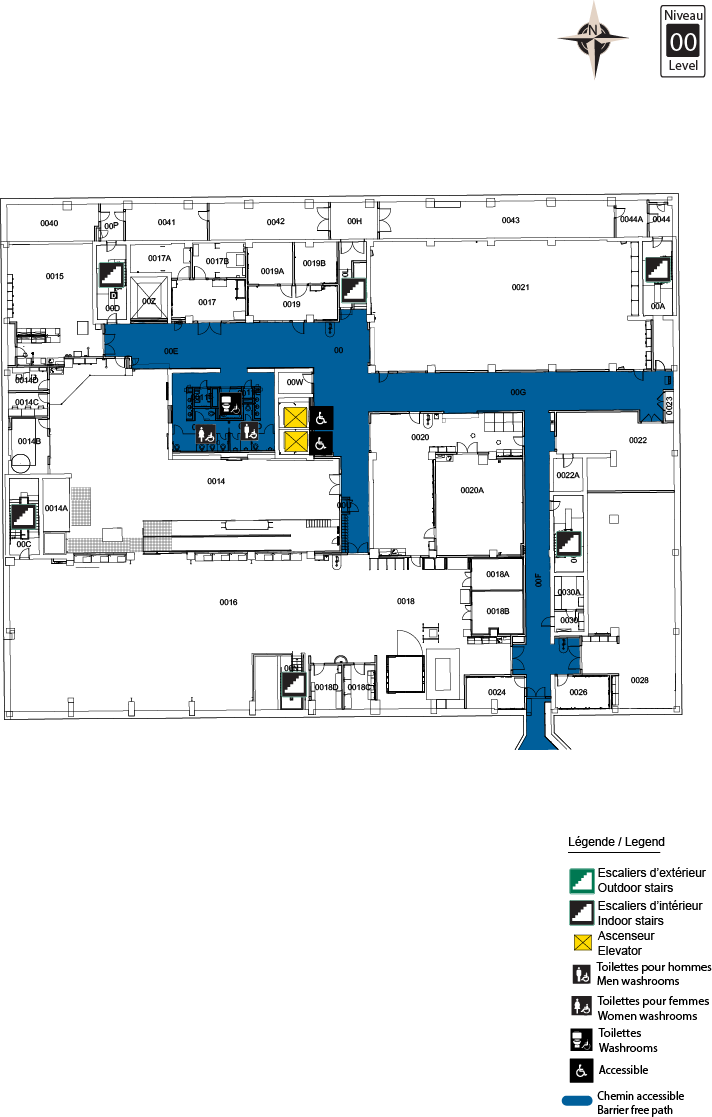 N
Niveau
00
Level
0040
00P
0041
0042
00H
0043
0044A
0044
0015
0017A
0017B
0019A
0019B
0021
00D
00Z
0017
0019
00A
00E
00
00G
0014D
0014C
00W
0023
0014B
0020
0022
0014
0022A
0014A
0020A
00U
00C
00F
0018A
0030A
0016
0018
0018B
0030
00N
0018D
0018C
0024
0026
0028
Légende / Legend
Escaliers d'extérieur
Outdoor stairs
Escaliers d'intérieur
Indoor stairs
Ascenseur
Elevator
Toilettes pour hommes
Men washrooms
Toilettes pour femmes
Women washrooms
Toilettes
Washrooms
Accessible
Chemin accessible
Barrier free path